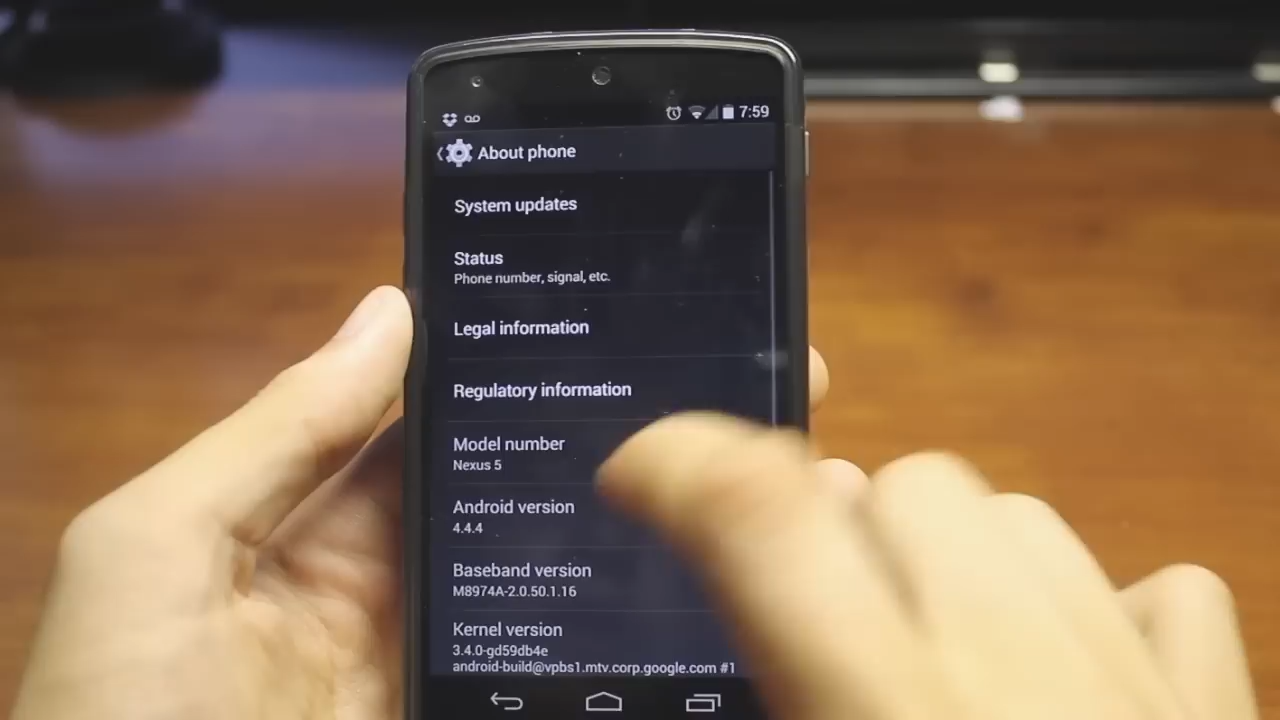 7:59
About phone
System updates
Status
Phone number, signal, etc.
Legal information
Regulatory information
Model number
Nexus 5
Android version
4.4.4
Baseband version
M8974A-2.0.50.1.16
Kernel version
3.4.0-gd59db4e
android-build@vpbs1.mtv.corp.google.com #1